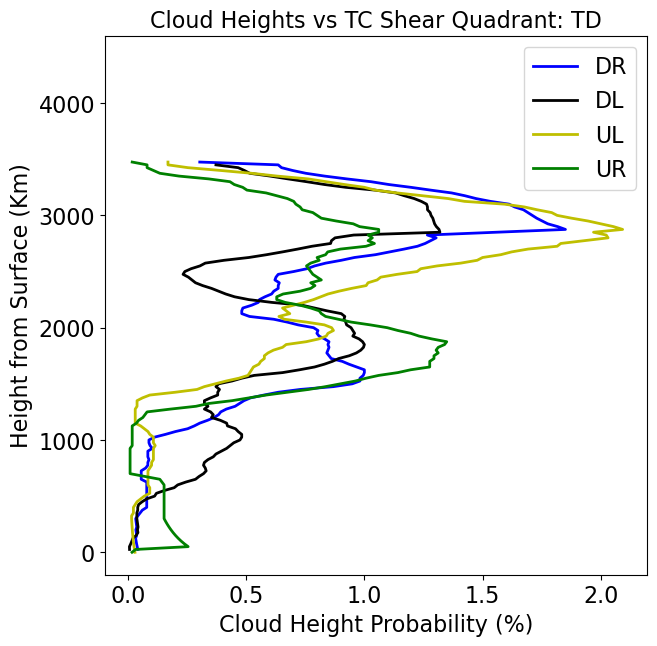 Cloud Heights vs TC Shear Quadrant: TD
DR
DL
UL
UR
4000
3000
2000
1000
0
Height from Surface (Km)
0.0 0.5 1.0 1.5 2.0
Cloud Height Probability (%)